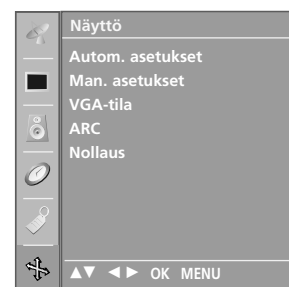 Näyttö
Autom. asetukset
Man. asetukset
VGA-tila
ARC
Nollaus
▲▼ ◄► OK MENU